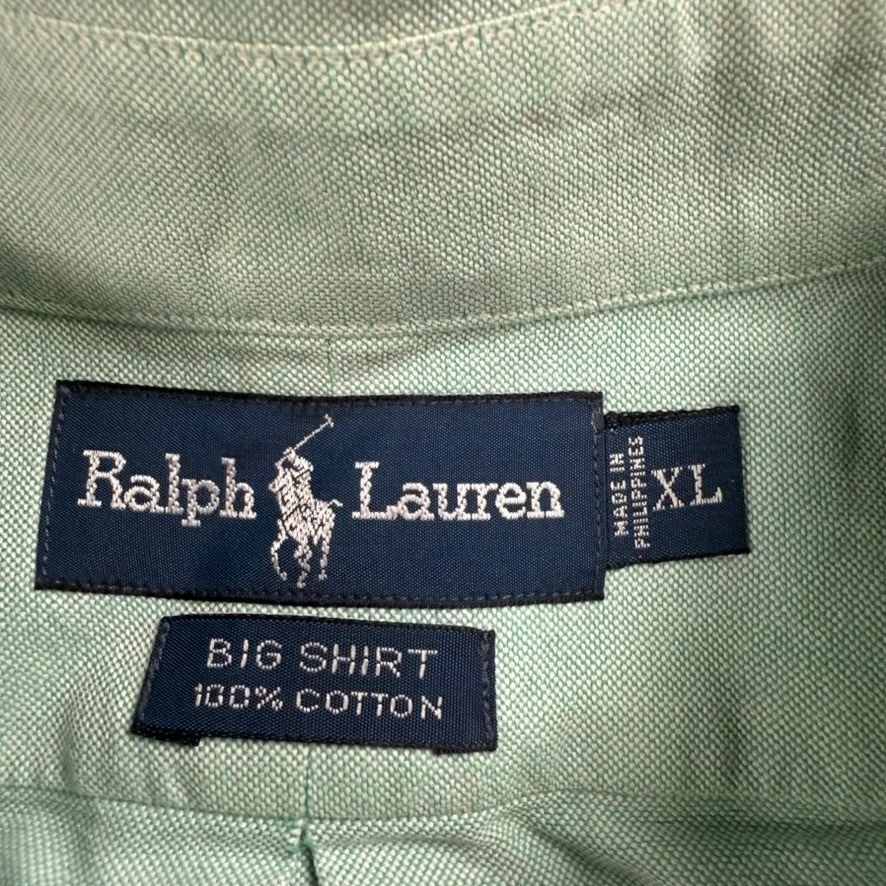 Ralph Lauren
MADE IN
PHILIPPINES
XL
BIG SHIRT
100% COTTON